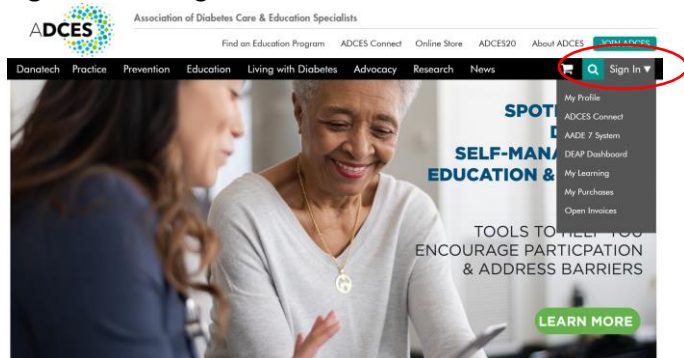 ADCES
Association of Diabetes Care & Education Specialists
Find an Education Program ADCES Connect Online Store ADCES20 About ADCES JOIN ADCES
Danatech Practice Prevention Education Living with Diabetes Advocacy Research News Sign In ▼
My Profile
ADCES Connect
AADE 7 System
DEAP Dashboard
My Learning
My Purchases
Open Invoices
SPOT
D
SELF-MANA
EDUCATION &
TOOLS TO HELP YOU
ENCOURAGE PARTICPATION
& ADDRESS BARRIERS
LEARN MORE